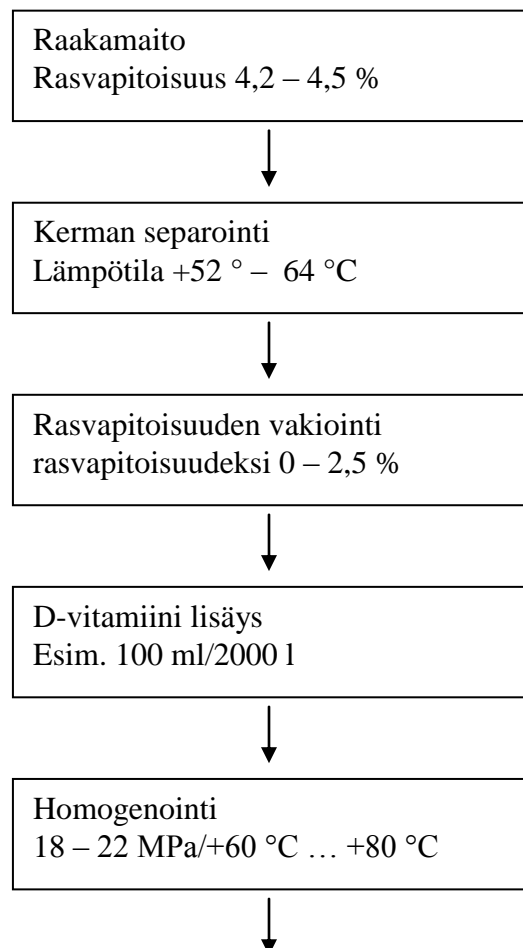 Raakamaito
Rasvapitoisuus 4,2 – 4,5 %
Kerman separointi
Lämpötila +52 ° – 64 °C
Rasvapitoisuuden vakiointi
rasvapitoisuudeksi 0 – 2,5 %
D-vitamiini lisäys
Esim. 100 ml/2000 l
Homogenointi
18 – 22 MPa/+60 °C … +80 °C